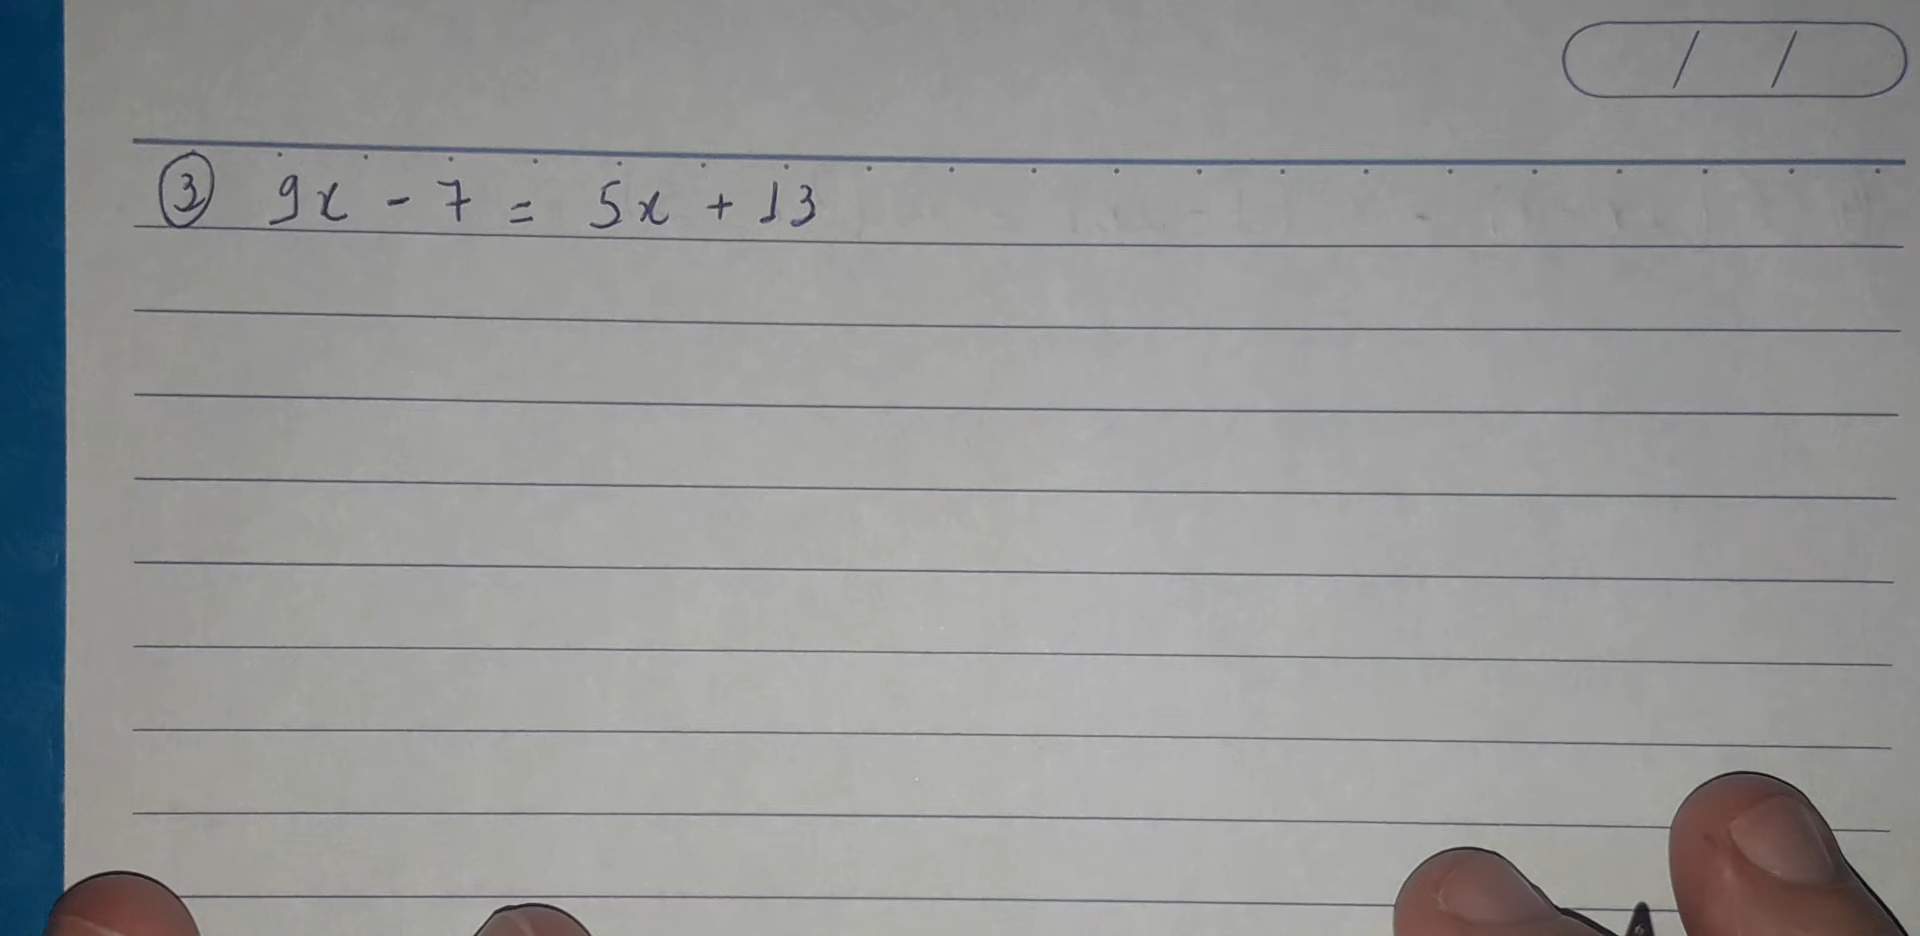 ③ 9x - 7 = 5x + 13